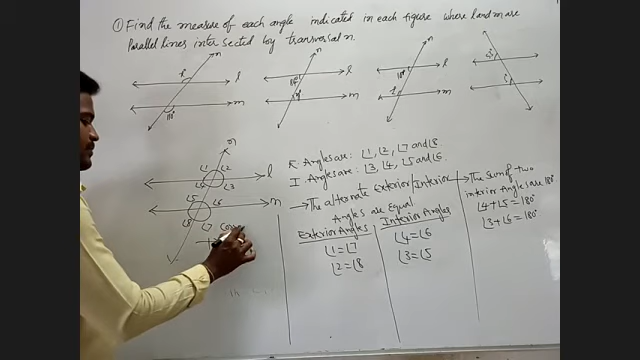 ① Find the measure of each angle indicated in each figure where l and m are
Parallel lines intersected by transversal n.
n
l
m
110°
n
l
m
n
l
m
n
∠1 ∠2
l
∠4 ∠3
∠5 ∠6
m
∠8 ∠7
E. Angles are: ∠1, ∠2, ∠7 and ∠8
I. Angles are: ∠3, ∠4, ∠5 and ∠6.
→ The alternate Exterior/Interior
Angles are Equal
Exterior Angles
∠1 = ∠7
∠2 = ∠8
Interior Angles
∠4 = ∠6
∠3 = ∠5
→ The sum of two
interior Angles are 180°
∠4 + ∠5 = 180°
∠3 + ∠6 = 180°